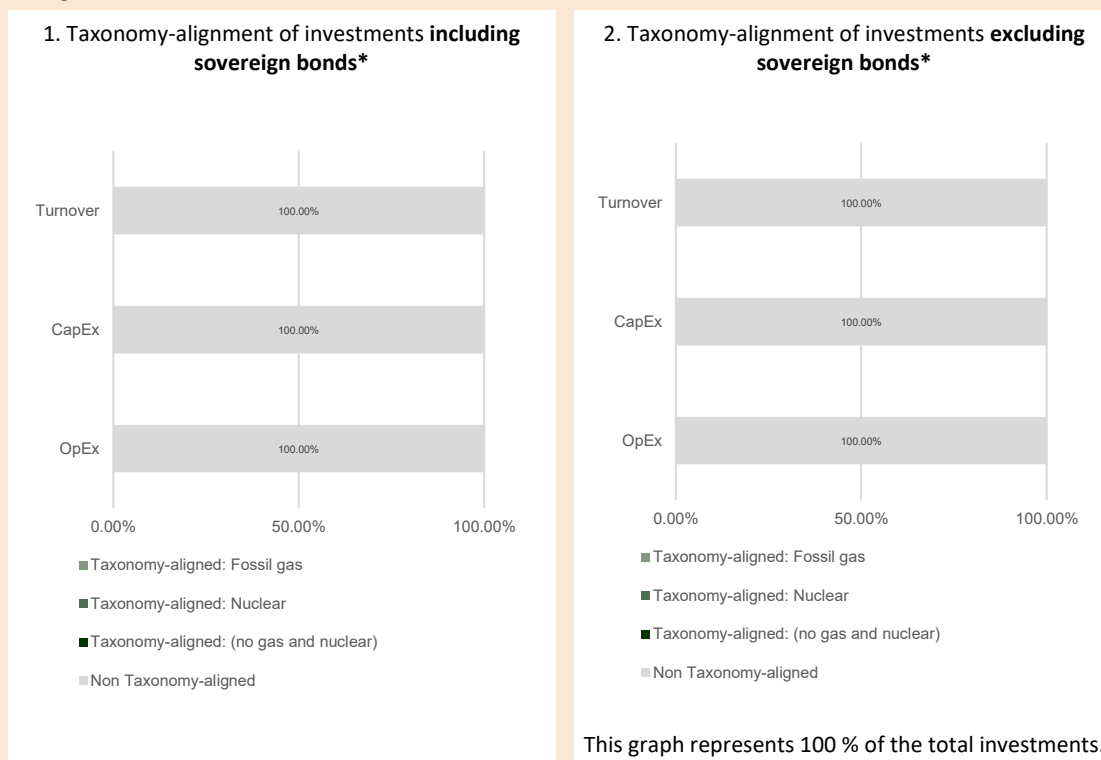 1. Taxonomy-alignment of investments including
sovereign bonds*
Turnover
100.00%
CapEx
100.00%
OpEx
100.00%
0.00%
50.00%
100.00%
Taxonomy-aligned: Fossil gas
Taxonomy-aligned: Nuclear
Taxonomy-aligned: (no gas and nuclear)
Non Taxonomy-aligned
2. Taxonomy-alignment of investments excluding
sovereign bonds*
Turnover
100.00%
CapEx
100.00%
OpEx
100.00%
0.00%
50.00%
100.00%
Taxonomy-aligned: Fossil gas
Taxonomy-aligned: Nuclear
Taxonomy-aligned: (no gas and nuclear)
Non Taxonomy-aligned
This graph represents 100 % of the total investments.